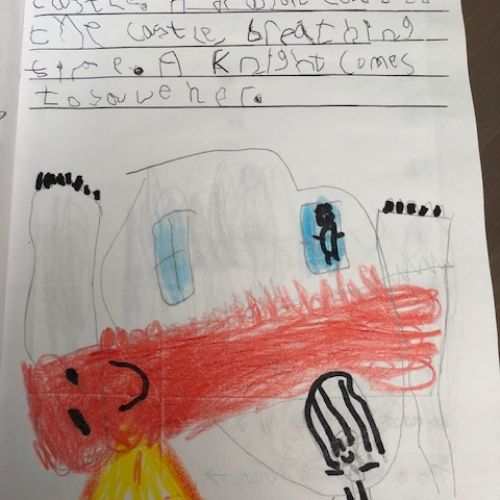 the castle breathing
fire. A Knight comes
to save her.